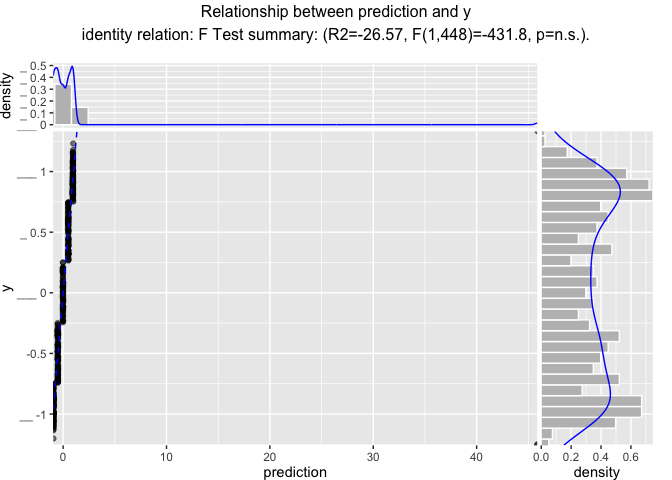 Relationship between prediction and y
identity relation: F Test summary: (R2=-26.57, F(1,448)=-431.8, p=n.s.).
density
0.5
0.4
0.3
0.2
0.1
0
y
1
0.5
0
-0.5
-1
0 10 20 30 40
prediction
0.0 0.2 0.4 0.6
density